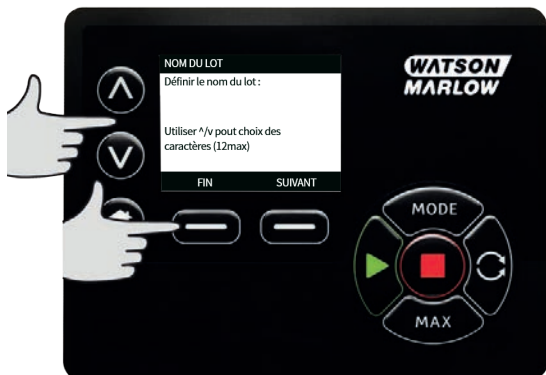 NOM DU LOT
Définir le nom du lot :
Utiliser ^/v pout choix des
caractères (12max)
FIN SUIVANT
WATSON
MARLOW
MODE
MAX